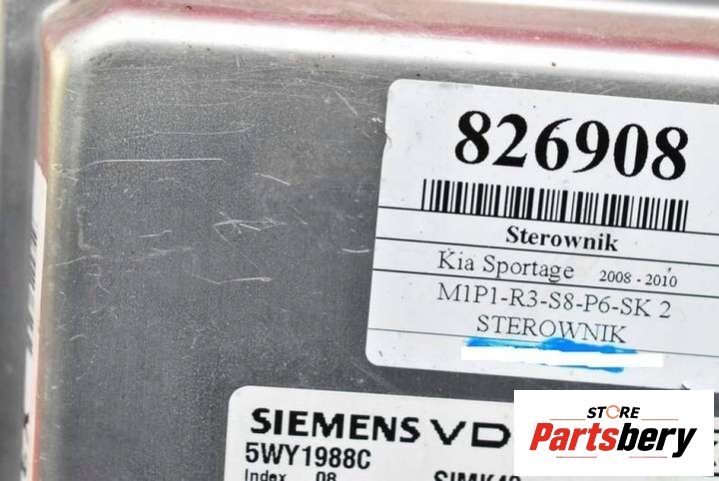 826908
Sterownik
Kia Sportage 2008 - 2010
M1P1-R3-S8-P6-SK 2
STEROWNIK
SIEMENS VD
5WY1988C
Index 08
STORE
Partsbery